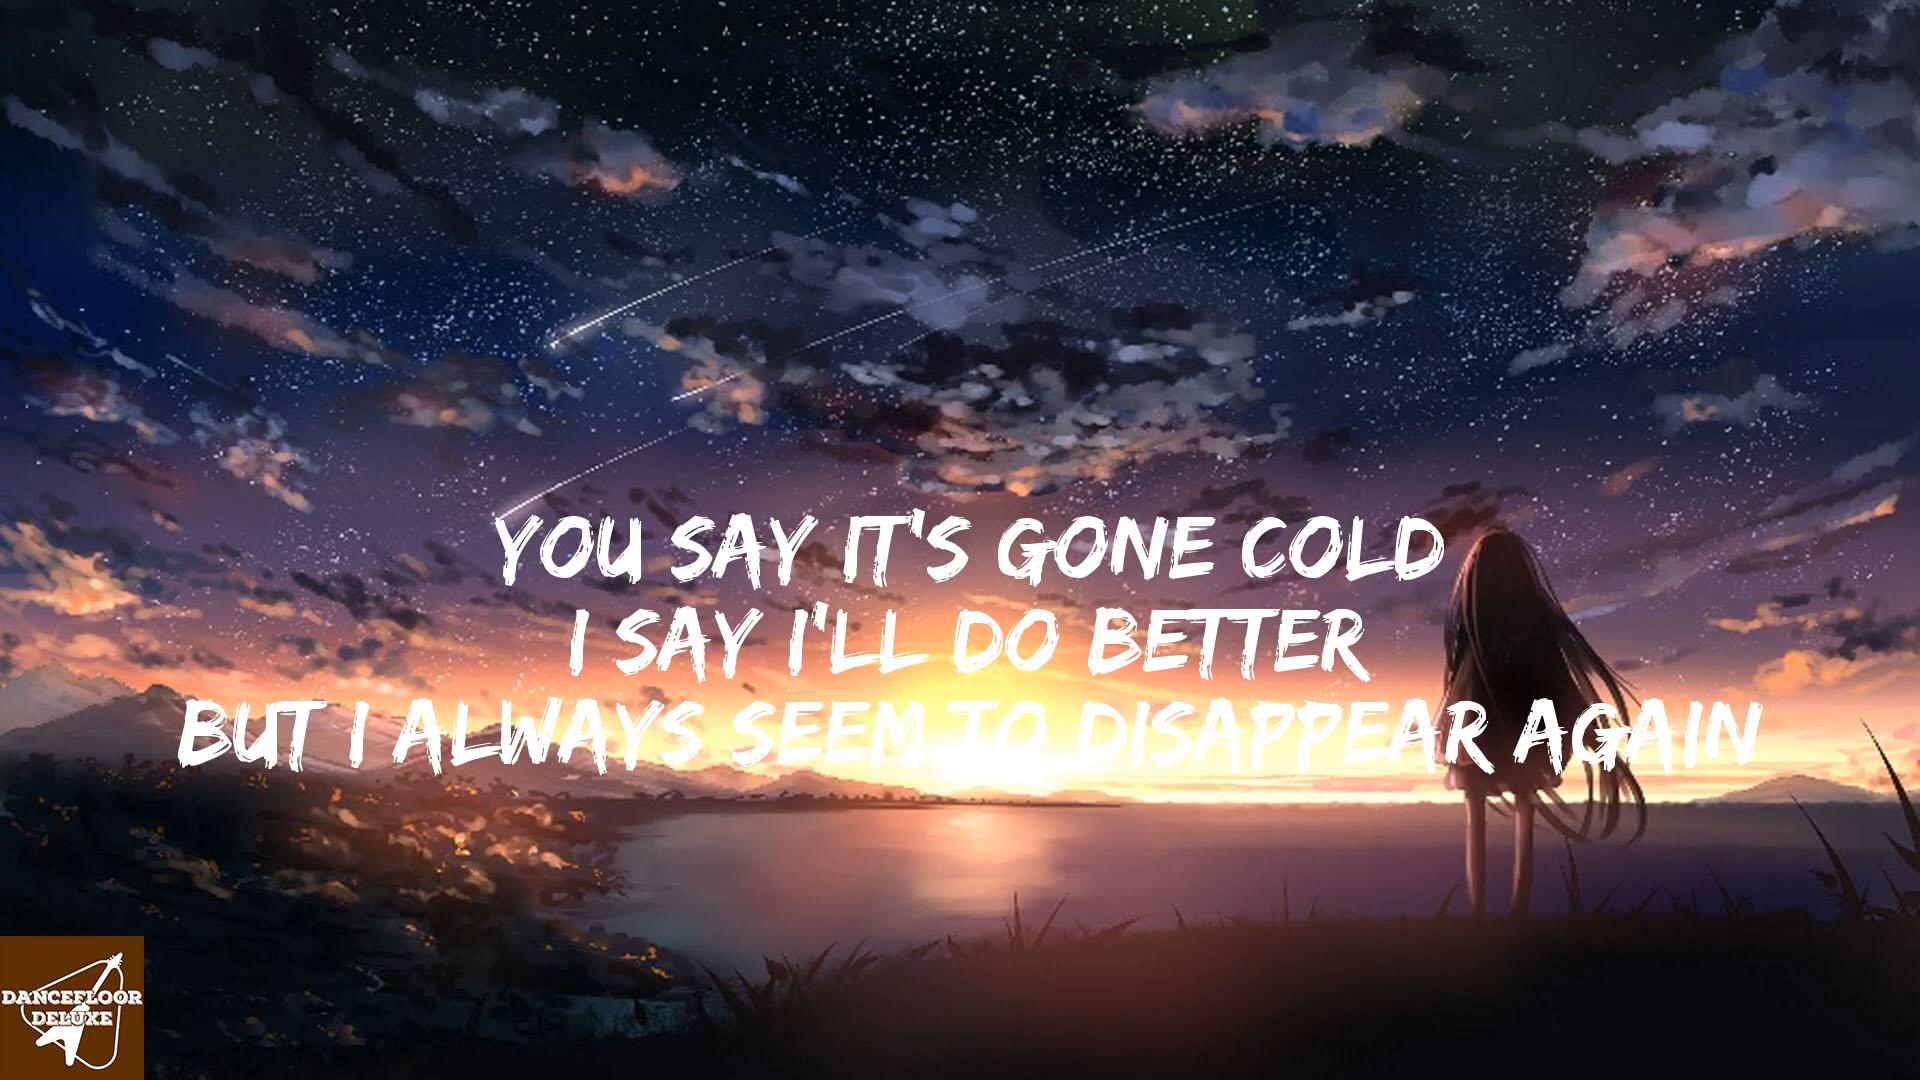 YOU SAY IT'S GONE COLD
I SAY I'LL DO BETTER
BUT I ALWAYS SEEM TO DISAPPEAR AGAIN
DANCEFLOOR
DELUXE